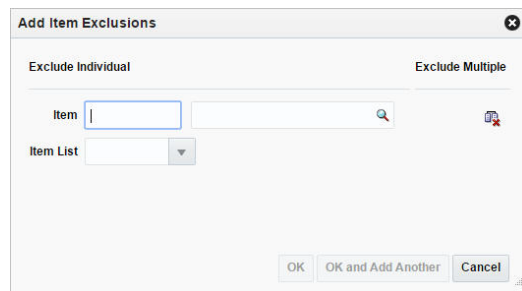 Add Item Exclusions
Exclude Individual Exclude Multiple
Item
Item List
OK OK and Add Another Cancel